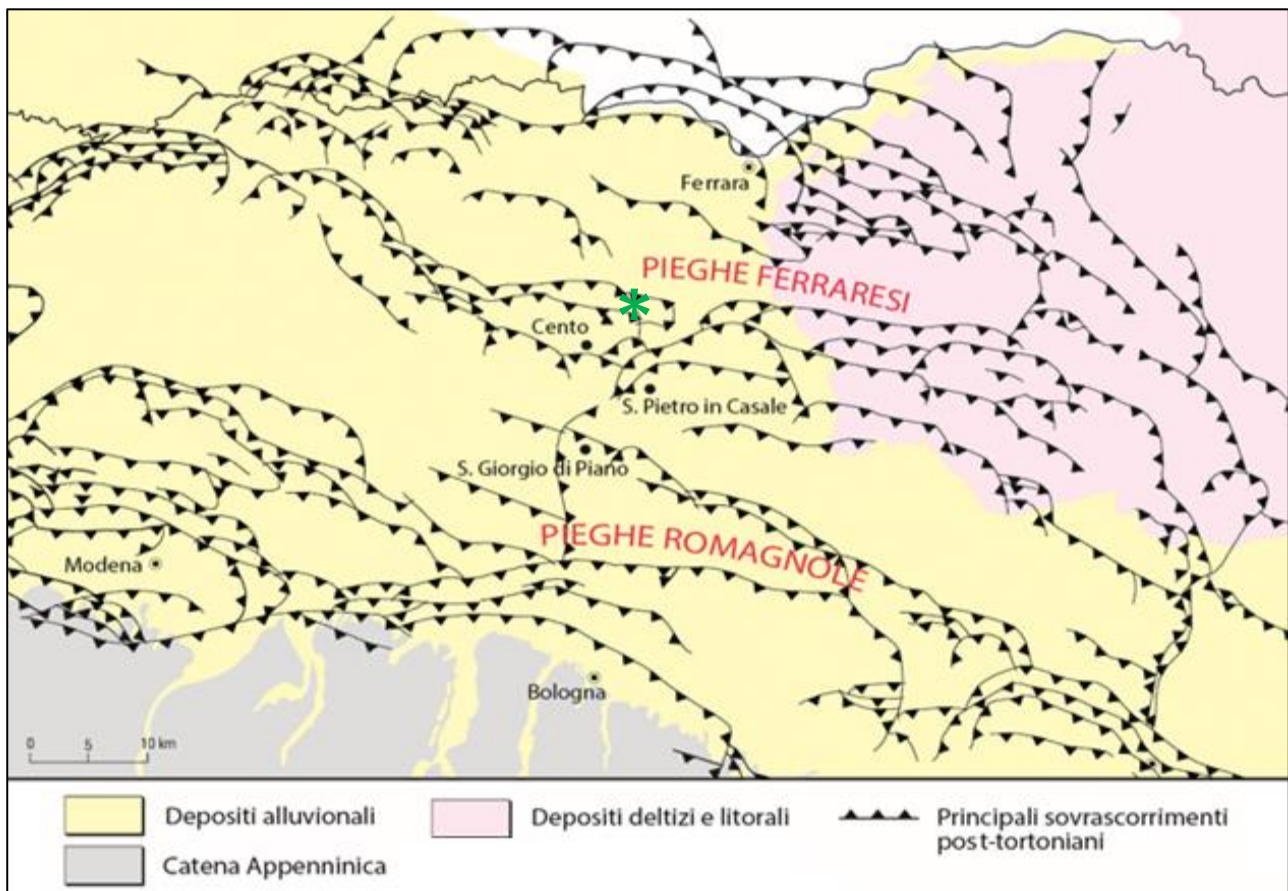 Ferrara
PIEGHE FERRARESI
*
Cento
S. Pietro in Casale
S. Giorgio di Piano
PIEGHE ROMAGNOLE
Modena
Bologna
0 5 10 km
Depositi alluvionali
Depositi deltizi e litorali
Principali sovrascorrimenti
post-tortoniani
Catena Appenninica